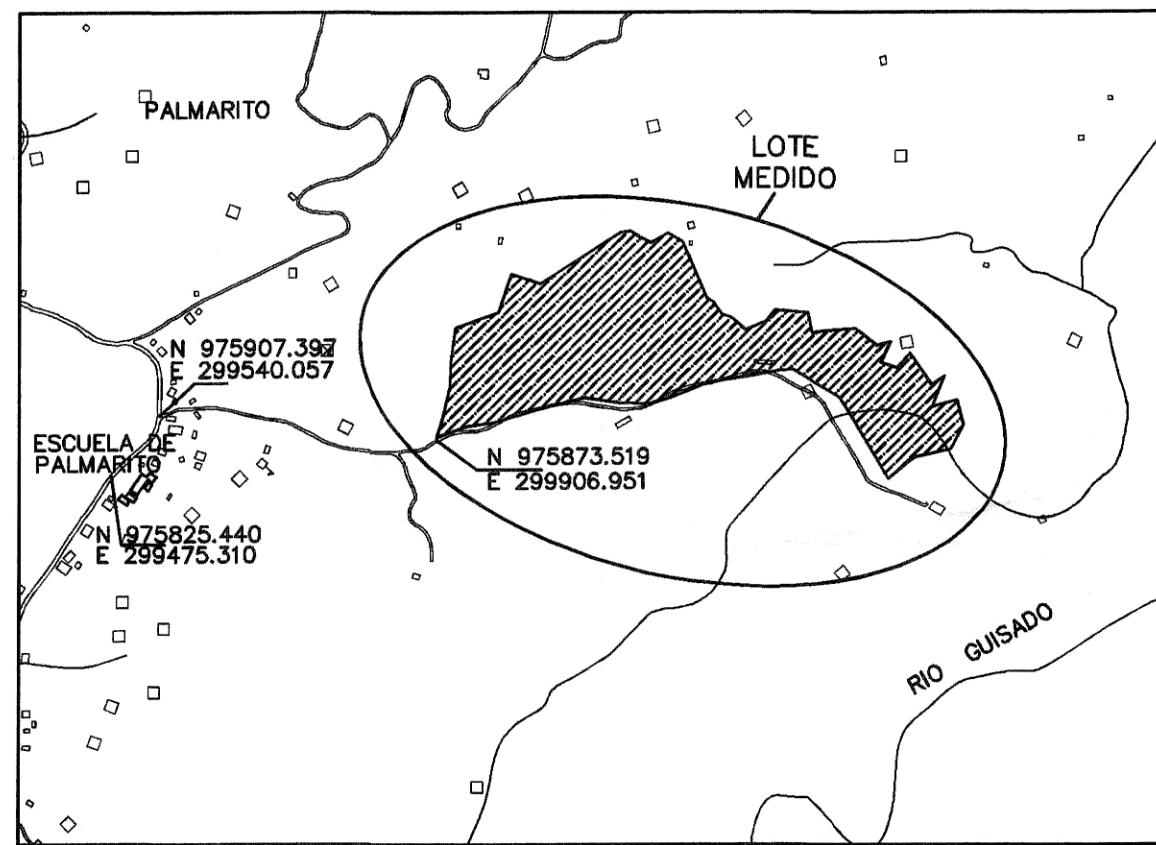 PALMARITO
LOTE
MEDIDO
N 975907.397
E 299540.057
ESCUELA DE
PALMARITO
N 975873.519
E 299906.951
N 975825.440
E 299475.310
RIO GUISADO